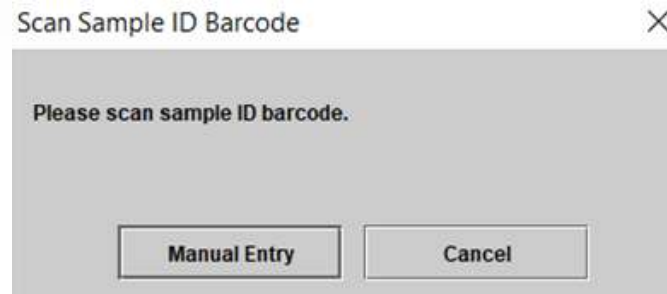 Scan Sample ID Barcode
Please scan sample ID barcode.
Manual Entry
Cancel